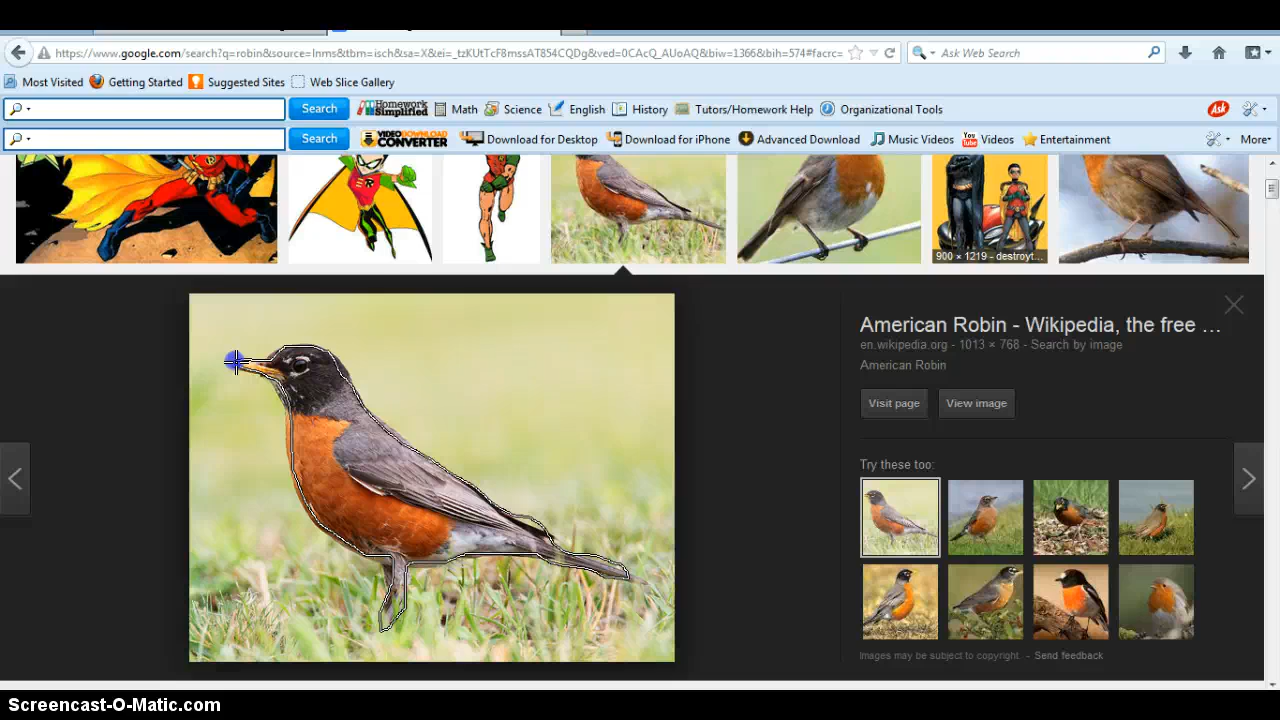 https://www.google.com/search?q=robin&source=lnms&tbm=isch&sa=X&ei=_tzKUtTcF8mssAT854CQDg&ved=0CAcQ_AUoAQ&biw=1366&bih=574#facrc=
Ask Web Search
Most Visited Getting Started Suggested Sites Web Slice Gallery
Search Homework Simplified Math Science English History Tutors/Homework Help Organizational Tools Ask
Search VIDEO DOWNLOAD CONVERTER Download for Desktop Download for iPhone Advanced Download Music Videos You Tube Videos Entertainment More
R
900 × 1219 - destroyt...
American Robin - Wikipedia, the free ...
en.wikipedia.org - 1013 × 768 - Search by image
American Robin
Visit page View image
Try these too:
Images may be subject to copyright. - Send feedback
Screencast-O-Matic.com